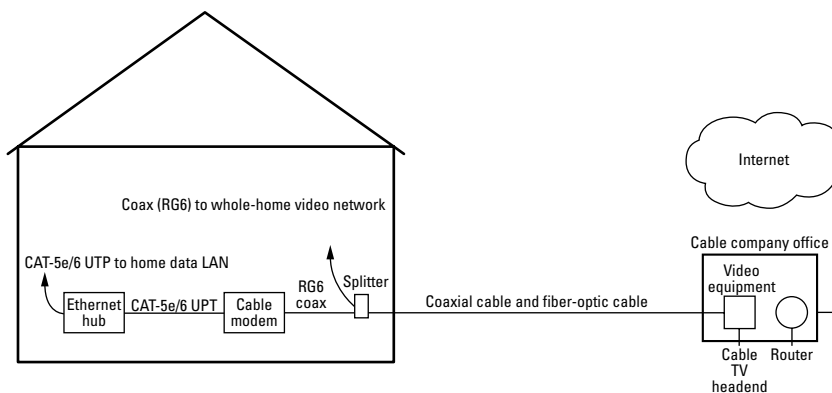 Internet
Coax (RG6) to whole-home video network
Cable company office
CAT-5e/6 UTP to home data LAN
Video
equipment
RG6
coax
Splitter
Ethernet
hub
CAT-5e/6 UPT
Cable
modem
Coaxial cable and fiber-optic cable
Cable
TV
headend
Router